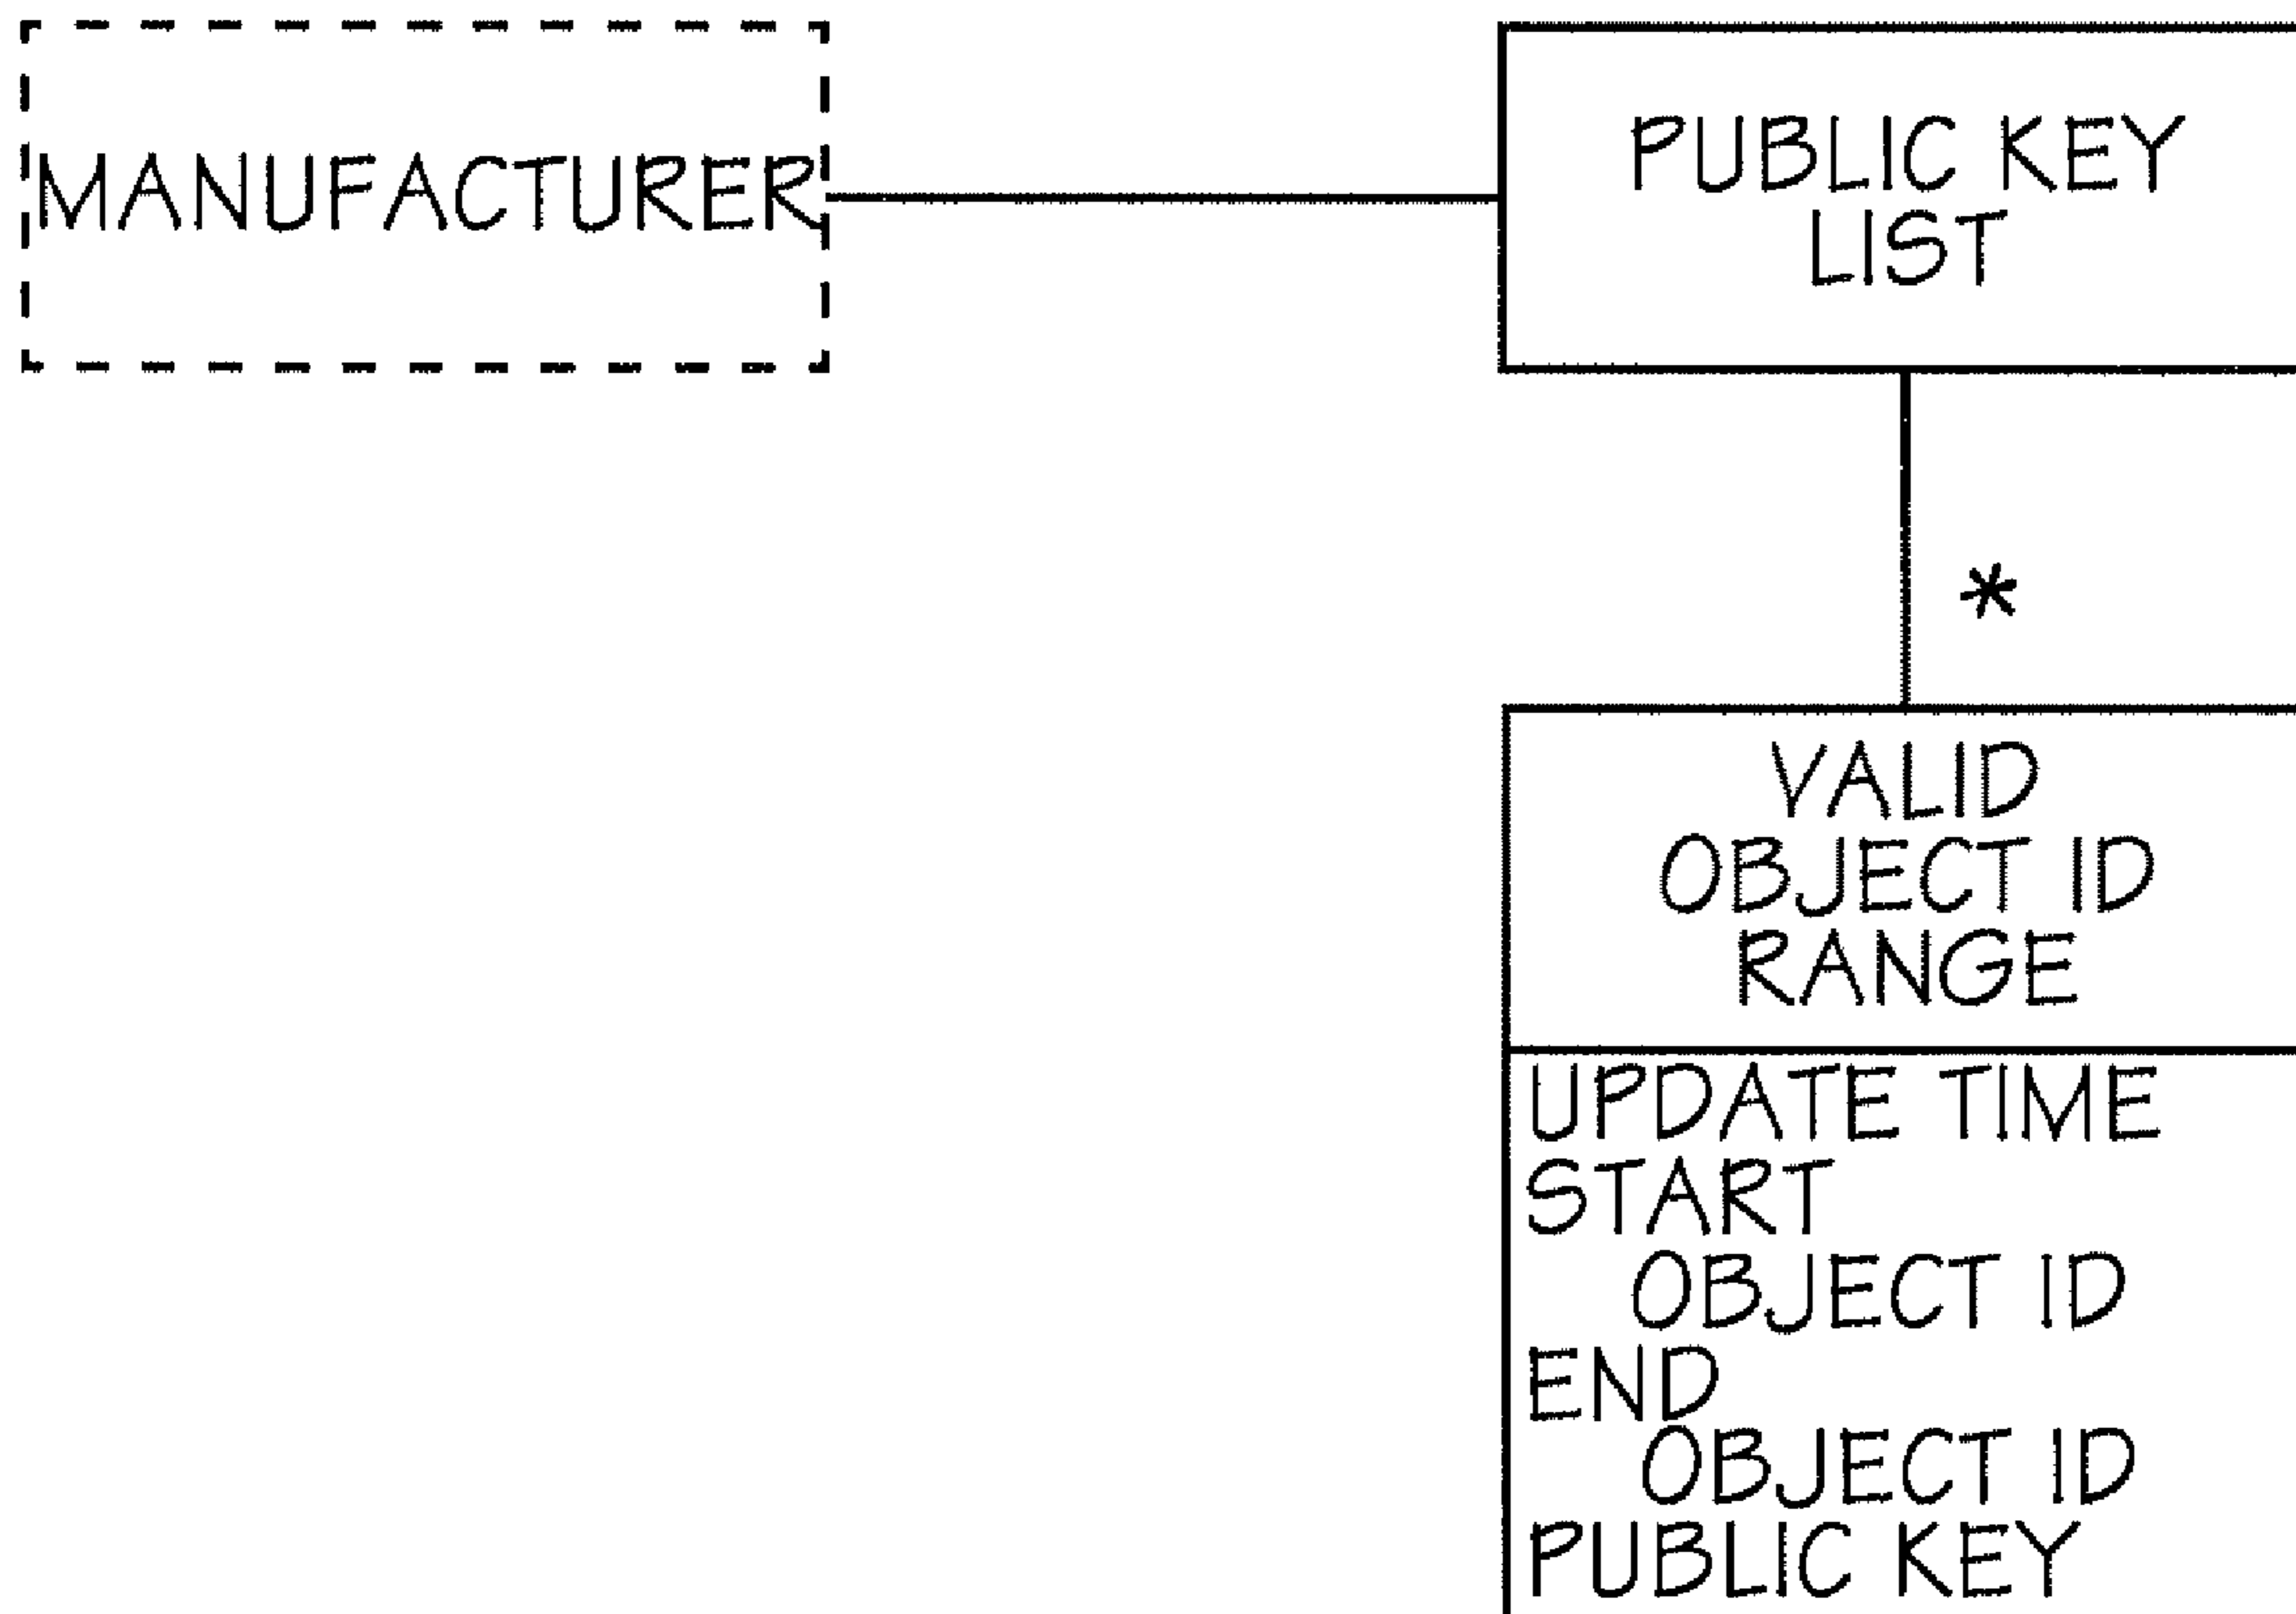 MANUFACTURER
PUBLIC KEY
LIST
*
VALID
OBJECT ID
RANGE
UPDATE TIME
START
OBJECT ID
END
OBJECT ID
PUBLIC KEY